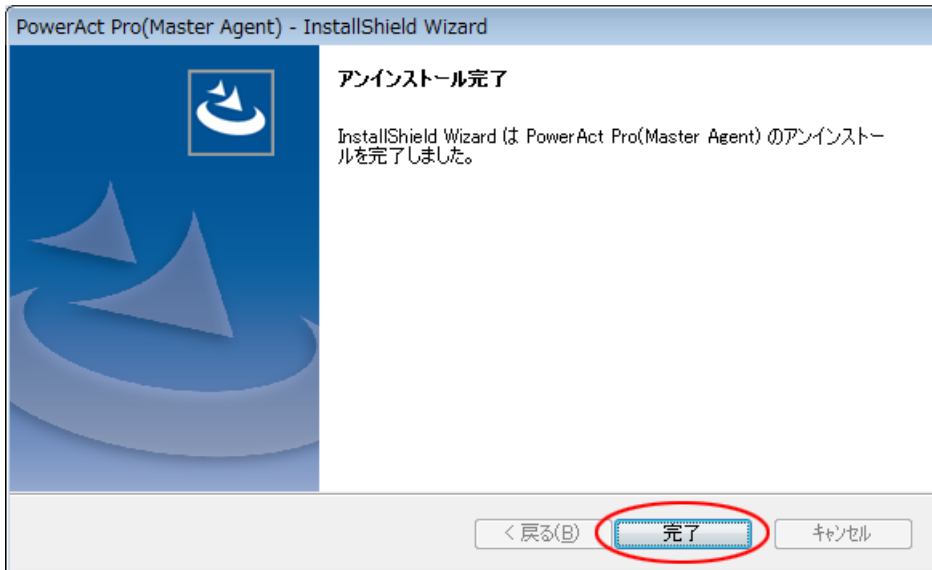 PowerAct Pro(Master Agent) - InstallShield Wizard
アンインストール完了
InstallShield Wizard は PowerAct Pro(Master Agent) のアンインストー
ルを完了しました。
< 戻る(B)
完了
キャンセル